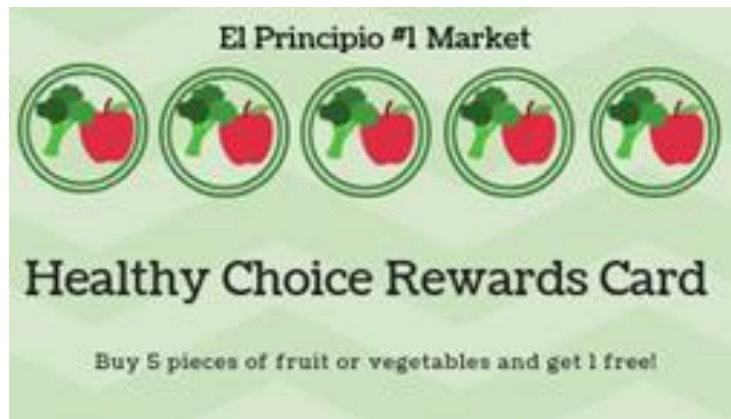 El Principio #1 Market
Healthy Choice Rewards Card
Buy 5 pieces of fruit or vegetables and get 1 free!